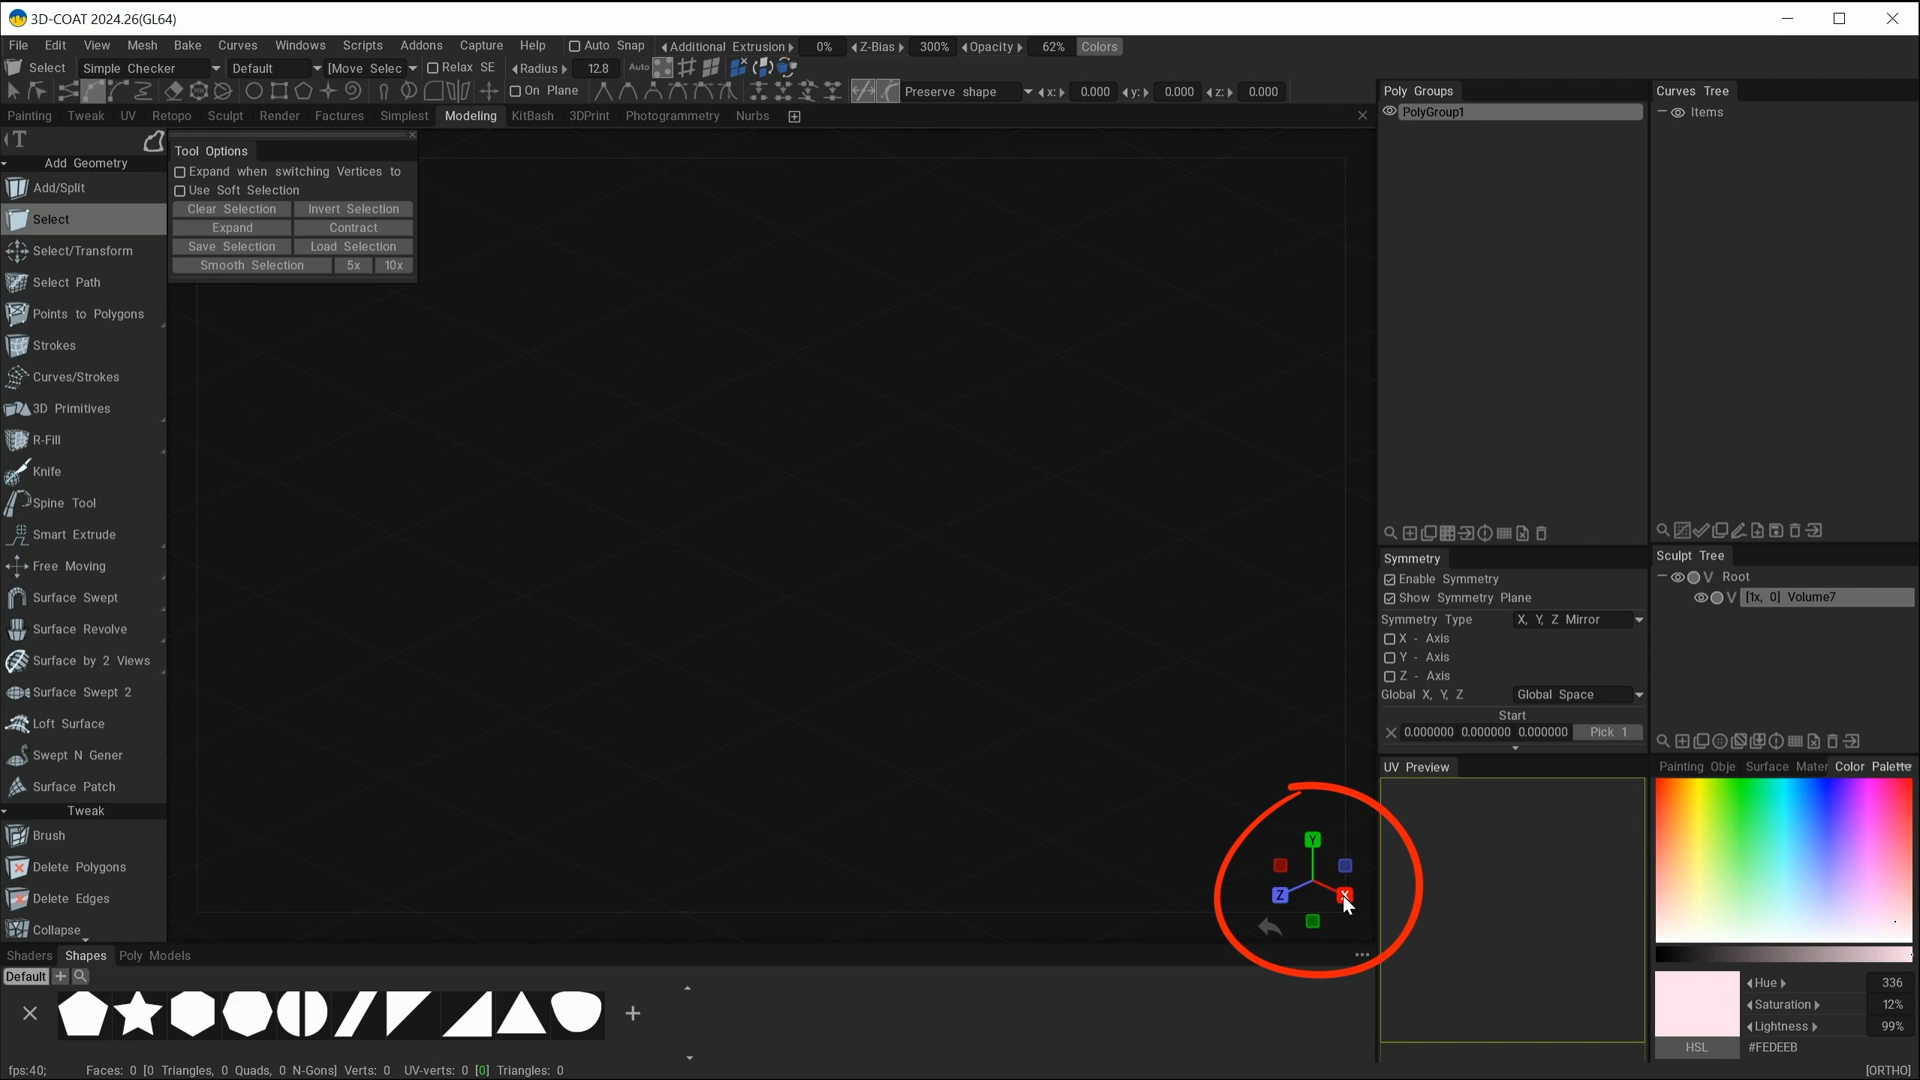 3D-COAT 2024.26(GL64)
File Edit View Mesh Bake Curves Windows Scripts Addons Capture Help Auto Snap Additional Extrusion 0% Z-Bias 300% Opacity 62% Colors
Select Simple Checker Default [Move Selec Relax SE Radius 12.8 Auto
On Plane Preserve shape x: 0.000 y: 0.000 z: 0.000
Painting Tweak UV Retopo Sculpt Render Factures Simplest Modeling KitBash 3DPrint Photogrammetry Nurbs
T
Add Geometry
Add/Split
Select
Select/Transform
Select Path
Points to Polygons
Strokes
Curves/Strokes
3D Primitives
R-Fill
Knife
Spine Tool
Smart Extrude
Free Moving
Surface Swept
Surface Revolve
Surface by 2 Views
Surface Swept 2
Loft Surface
Swept N Gener
Surface Patch
Tweak
Brush
Delete Polygons
Delete Edges
Collapse
Tool Options
Expand when switching Vertices to
Use Soft Selection
Clear Selection Invert Selection
Expand Contract
Save Selection Load Selection
Smooth Selection 5x 10x
Y
Z
X
Poly Groups
PolyGroup1
Symmetry
Enable Symmetry
Show Symmetry Plane
Symmetry Type X, Y, Z Mirror
X - Axis
Y - Axis
Z - Axis
Global X, Y, Z Global Space
Start
0.000000 0.000000 0.000000 Pick 1
UV Preview
Curves Tree
Items
Sculpt Tree
V Root
V [1x, 0] Volume7
Painting Obje Surface Mater Color Palette
Hue 336
Saturation 12%
Lightness 99%
HSL #FEDEEB
Shaders Shapes Poly Models
Default
fps:40; Faces: 0 [0 Triangles, 0 Quads, 0 N-Gons] Verts: 0 UV-verts: 0 [0] Triangles: 0 [ORTHO]